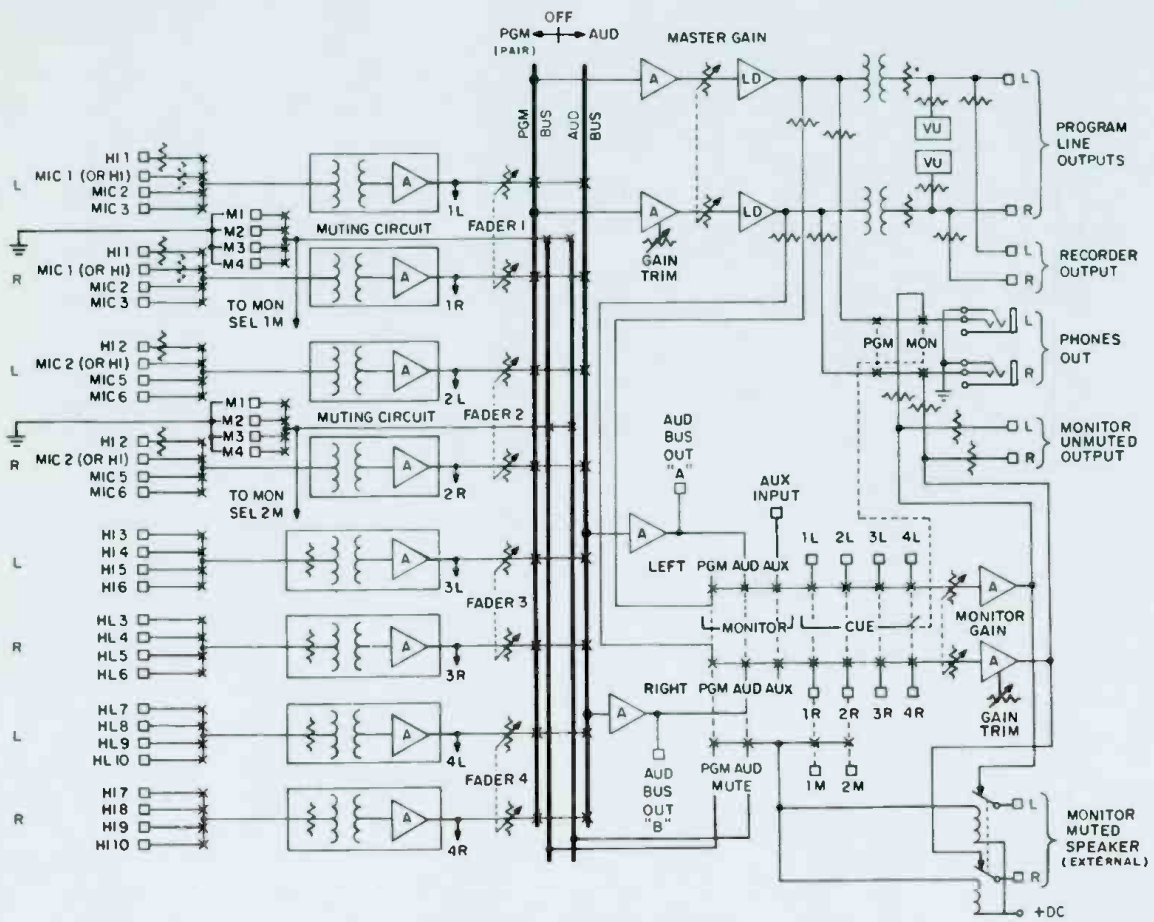 OFF
PGM AUD
(PAIR)
MASTER GAIN
PGM BUS
AUD BUS
A
LD
L
VU
VU
PROGRAM
LINE
OUTPUTS
A
LD
R
GAIN
TRIM
L
R
RECORDER
OUTPUT
PGM
MON
L
R
PHONES
OUT
L
R
MONITOR
UNMUTED
OUTPUT
L
HI 1
MIC 1 (OR HI)
MIC 2
MIC 3
A
1L
M1
M2
M3
M4
MUTING CIRCUIT
FADER 1
R
HI 1
MIC 1 (OR HI)
MIC 2
MIC 3
A
1R
TO MON
SEL 1M
L
HI 2
MIC 2 (OR HI)
MIC 5
MIC 6
A
2L
M1
M2
M3
M4
MUTING CIRCUIT
FADER 2
R
HI 2
MIC 2 (OR HI)
MIC 5
MIC 6
A
2R
TO MON
SEL 2M
L
HI 3
HI 4
HI 5
HI 6
A
3L
FADER 3
R
HL 3
HL 4
HL 5
HL 6
A
3R
L
HL 7
HL 8
HL 9
HL 10
A
4L
FADER 4
R
HI 7
HI 8
HI 9
HI 10
A
4R
AUD
BUS
OUT
"A"
AUX
INPUT
A
LEFT
1L 2L 3L 4L
PGM AUD AUX
MONITOR
CUE
A
MONITOR
GAIN
A
RIGHT
A
PGM AUD AUX
1R 2R 3R 4R
GAIN
TRIM
AUD
BUS
OUT
"B"
PGM AUD
MUTE
1M 2M
L
R
MONITOR
MUTED
SPEAKER
(EXTERNAL)
+DC